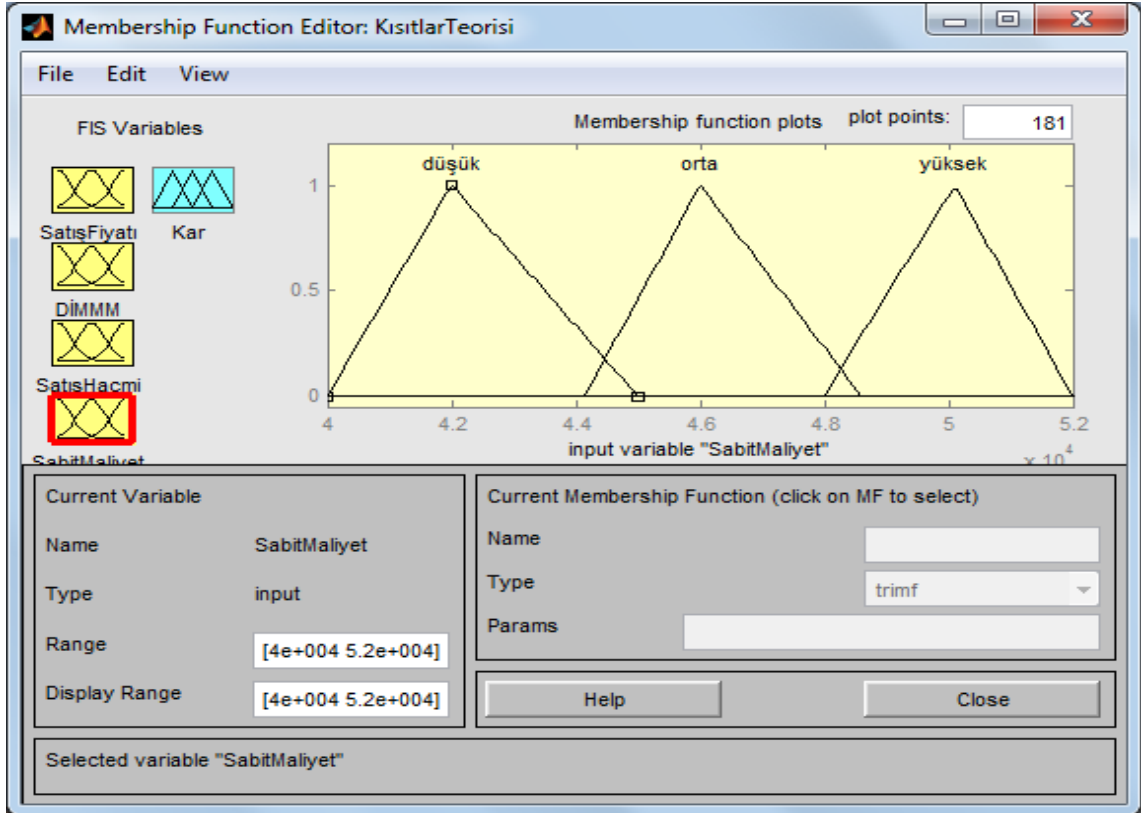 Membership Function Editor: KısıtlarTeorisi
File Edit View
FIS Variables
Membership function plots plot points: 181
SatışFiyatı Kar
DİMMM
SatısHacmi
SabitMaliyet
düşük orta yüksek
1
0.5
0
4 4.2 4.4 4.6 4.8 5 5.2
input variable "SabitMaliyet"
x 10^4
Current Variable
Name SabitMaliyet
Type input
Range [4e+004 5.2e+004]
Display Range [4e+004 5.2e+004]
Current Membership Function (click on MF to select)
Name
Type trimf
Params
Help Close
Selected variable "SabitMaliyet"